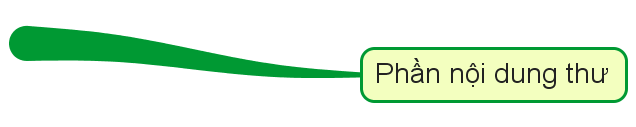 Phần nội dung thư